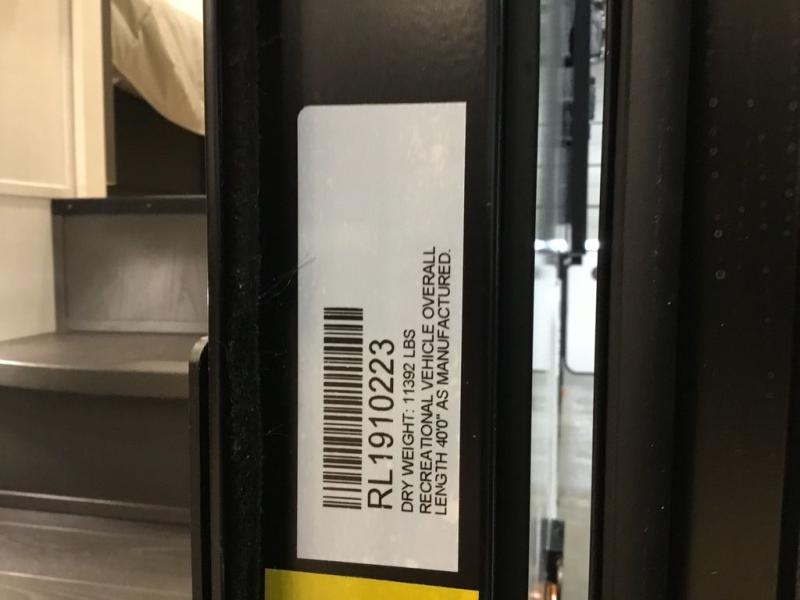 RL1910223
DRY WEIGHT: 11392 LBS
RECREATIONAL VEHICLE OVERALL
LENGTH 40'0" AS MANUFACTURED.